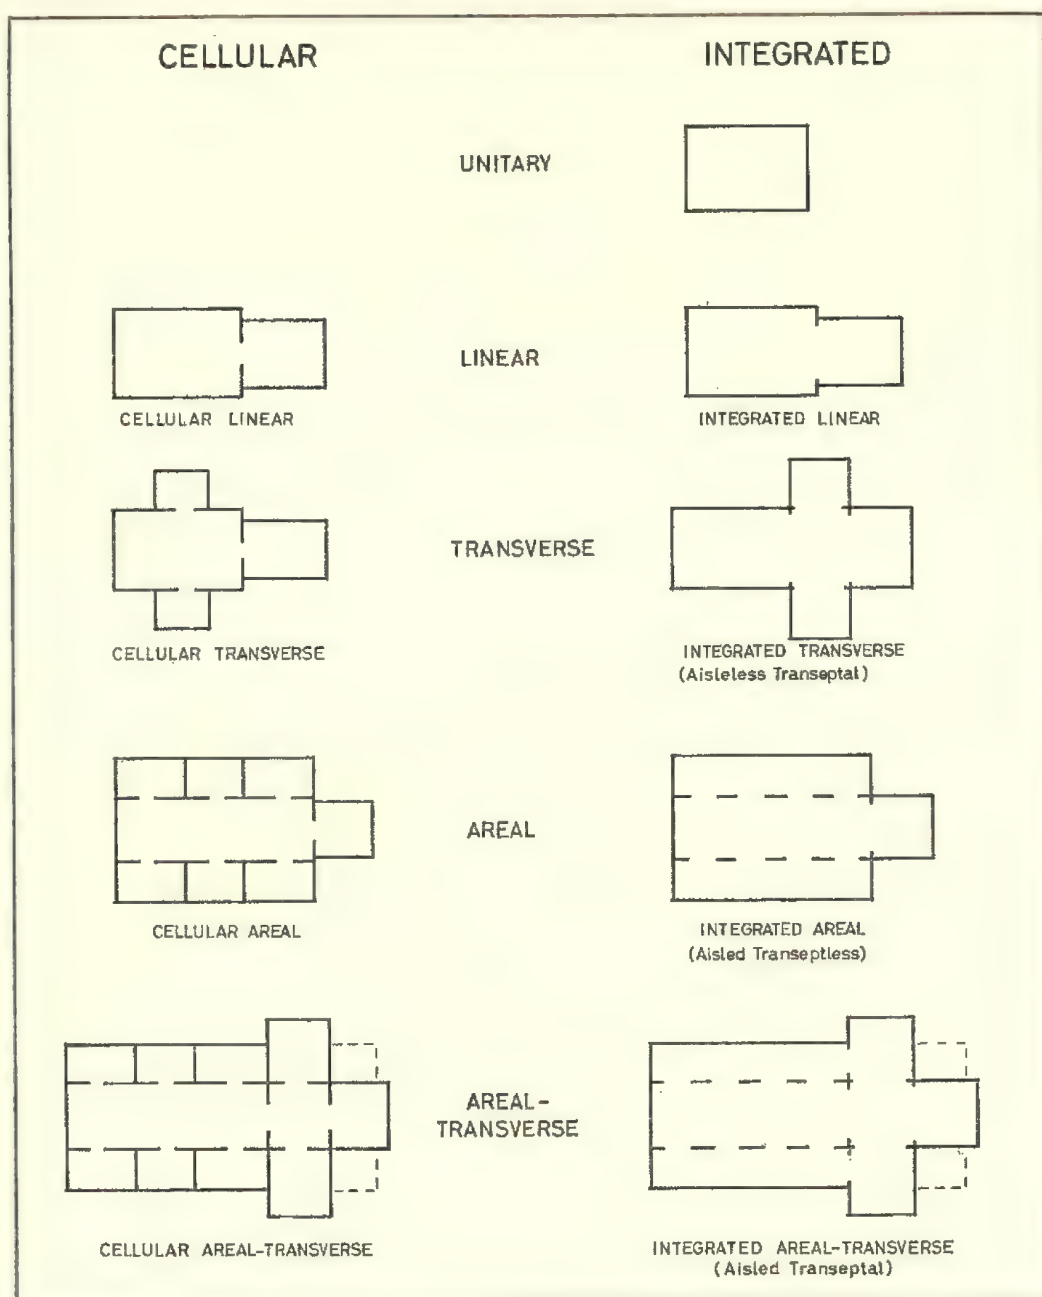 CELLULAR
INTEGRATED
UNITARY
LINEAR
CELLULAR LINEAR
INTEGRATED LINEAR
TRANSVERSE
CELLULAR TRANSVERSE
INTEGRATED TRANSVERSE
(Aisleless Transeptal)
AREAL
CELLULAR AREAL
INTEGRATED AREAL
(Aisled Transeptless)
AREAL-
TRANSVERSE
CELLULAR AREAL-TRANSVERSE
INTEGRATED AREAL-TRANSVERSE
(Aisled Transeptal)